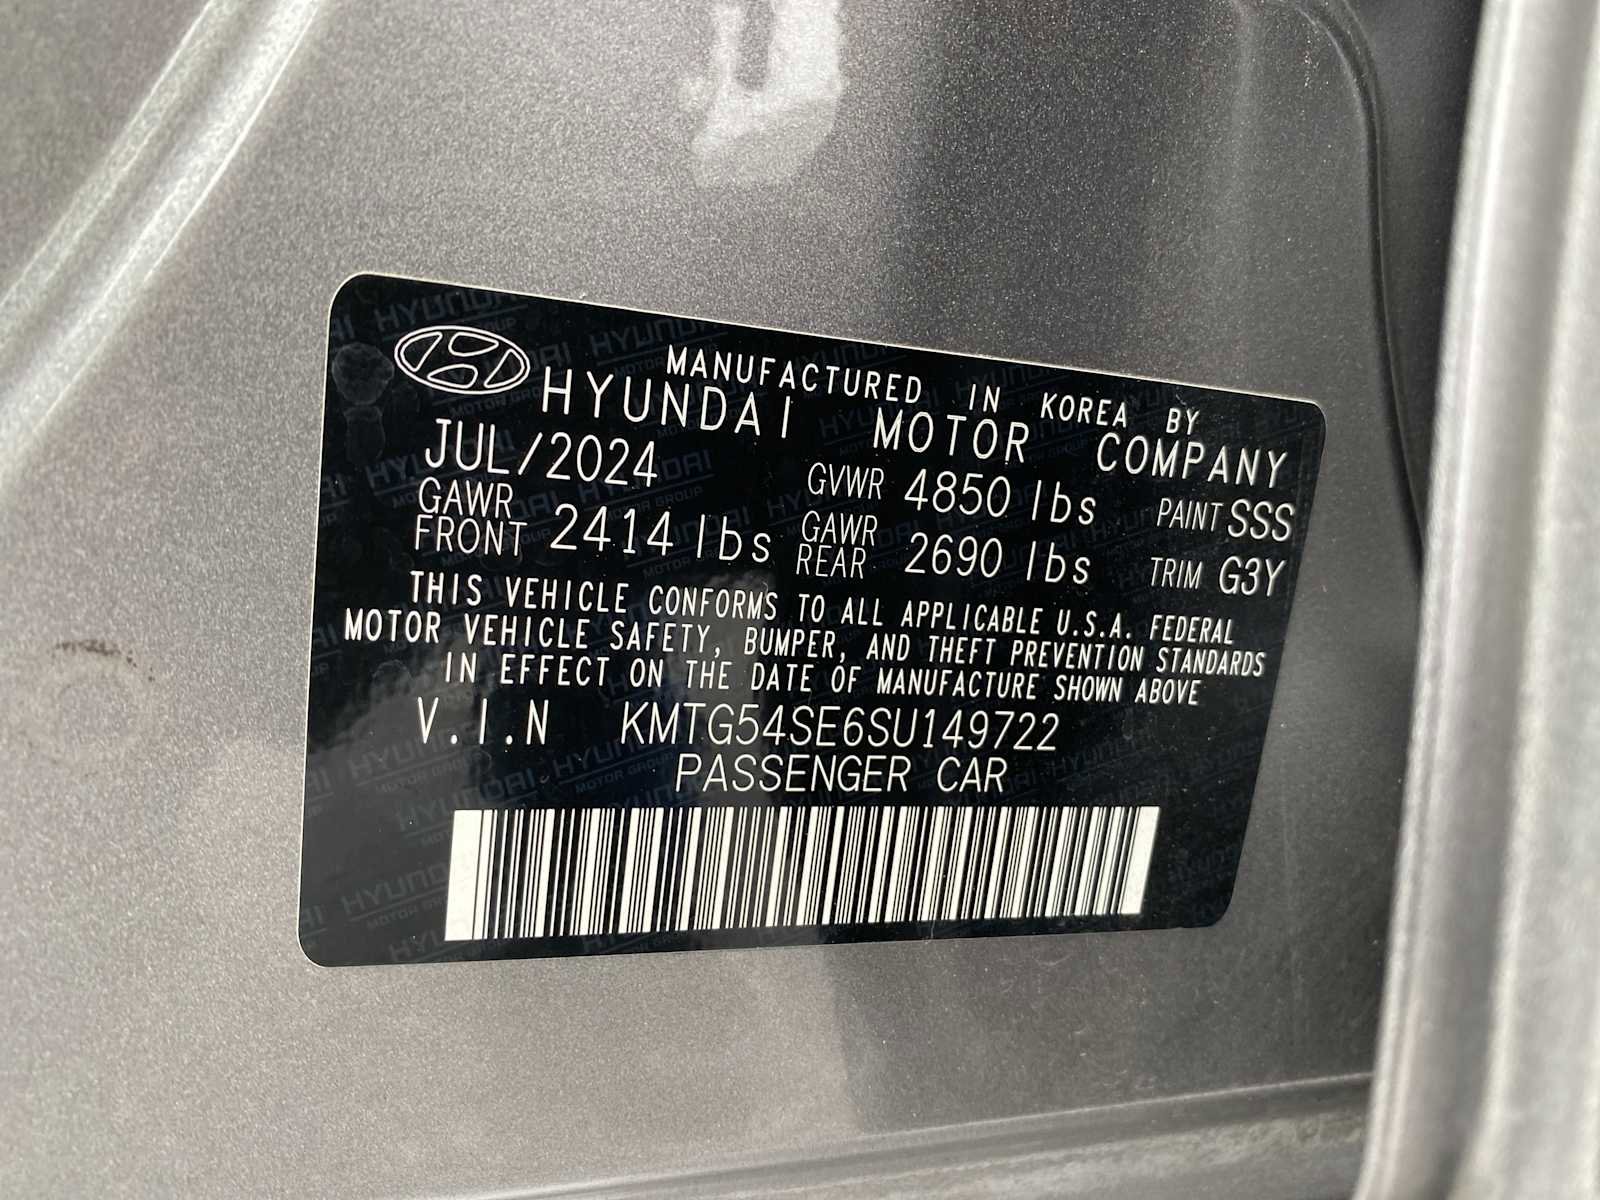 MANUFACTURED IN KOREA BY
HYUNDAI MOTOR COMPANY
JUL/2024 GVWR 4850 lbs PAINT SSS
GAWR FRONT 2414 lbs GAWR REAR 2690 lbs TRIM G3Y
THIS VEHICLE CONFORMS TO ALL APPLICABLE U.S.A. FEDERAL
MOTOR VEHICLE SAFETY, BUMPER, AND THEFT PREVENTION STANDARDS
IN EFFECT ON THE DATE OF MANUFACTURE SHOWN ABOVE
V.I.N KMTG54SE6SU149722
PASSENGER CAR